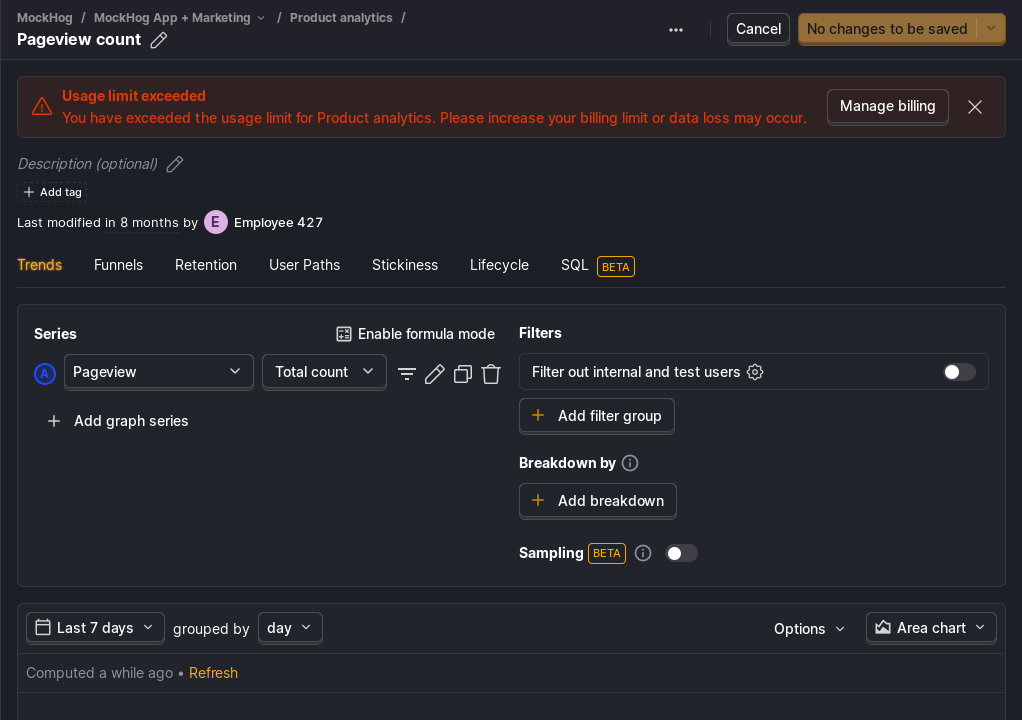 MockHog / MockHog App + Marketing / Product analytics /
Pageview count
Cancel
No changes to be saved
Usage limit exceeded
You have exceeded the usage limit for Product analytics. Please increase your billing limit or data loss may occur.
Manage billing
Description (optional)
Add tag
Last modified in 8 months by E Employee 427
Trends Funnels Retention User Paths Stickiness Lifecycle SQL BETA
Series
Enable formula mode
A Pageview Total count
Add graph series
Filters
Filter out internal and test users
Add filter group
Breakdown by
Add breakdown
Sampling BETA
Last 7 days grouped by day
Options Area chart
Computed a while ago • Refresh